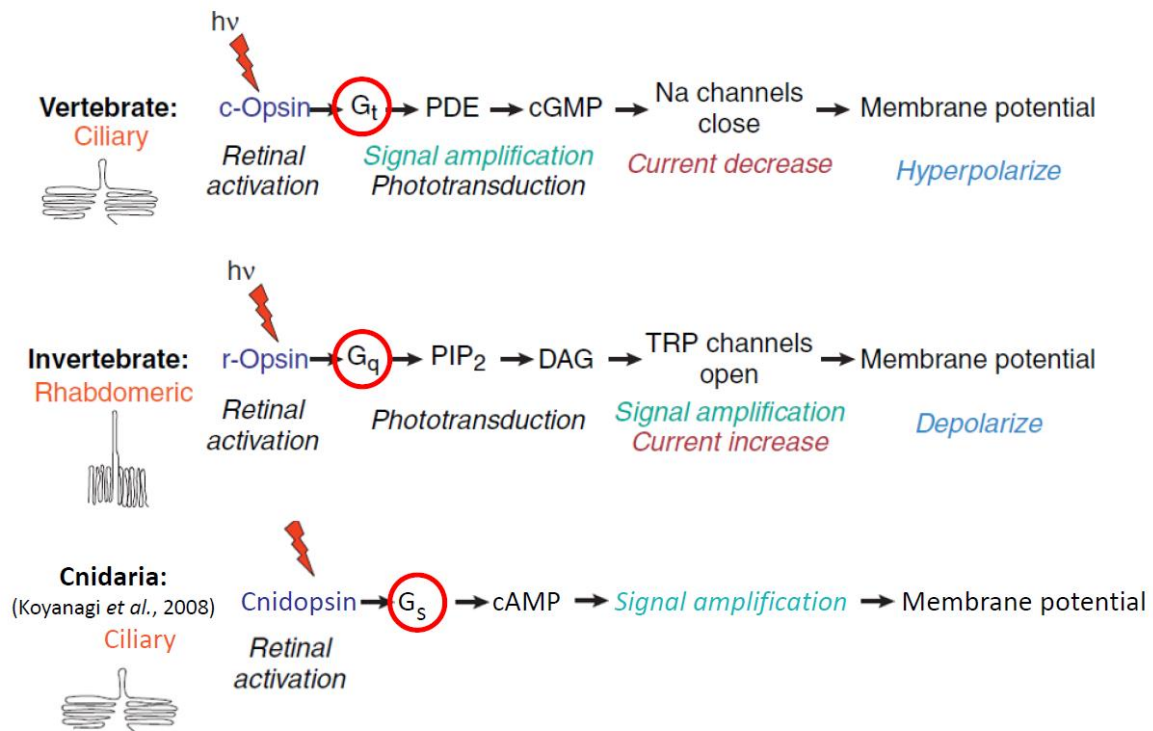 hν
Vertebrate: c-Opsin Gt PDE cGMP Na channels close Membrane potential
Ciliary
Retinal activation
Signal amplification
Phototransduction
Current decrease
Hyperpolarize
hν
Invertebrate: r-Opsin Gq PIP2 DAG TRP channels open Membrane potential
Rhabdomeric
Retinal activation
Phototransduction
Signal amplification
Current increase
Depolarize
Cnidaria:
(Koyanagi et al., 2008)
Ciliary
Cnidopsin Gs cAMP Signal amplification Membrane potential
Retinal activation